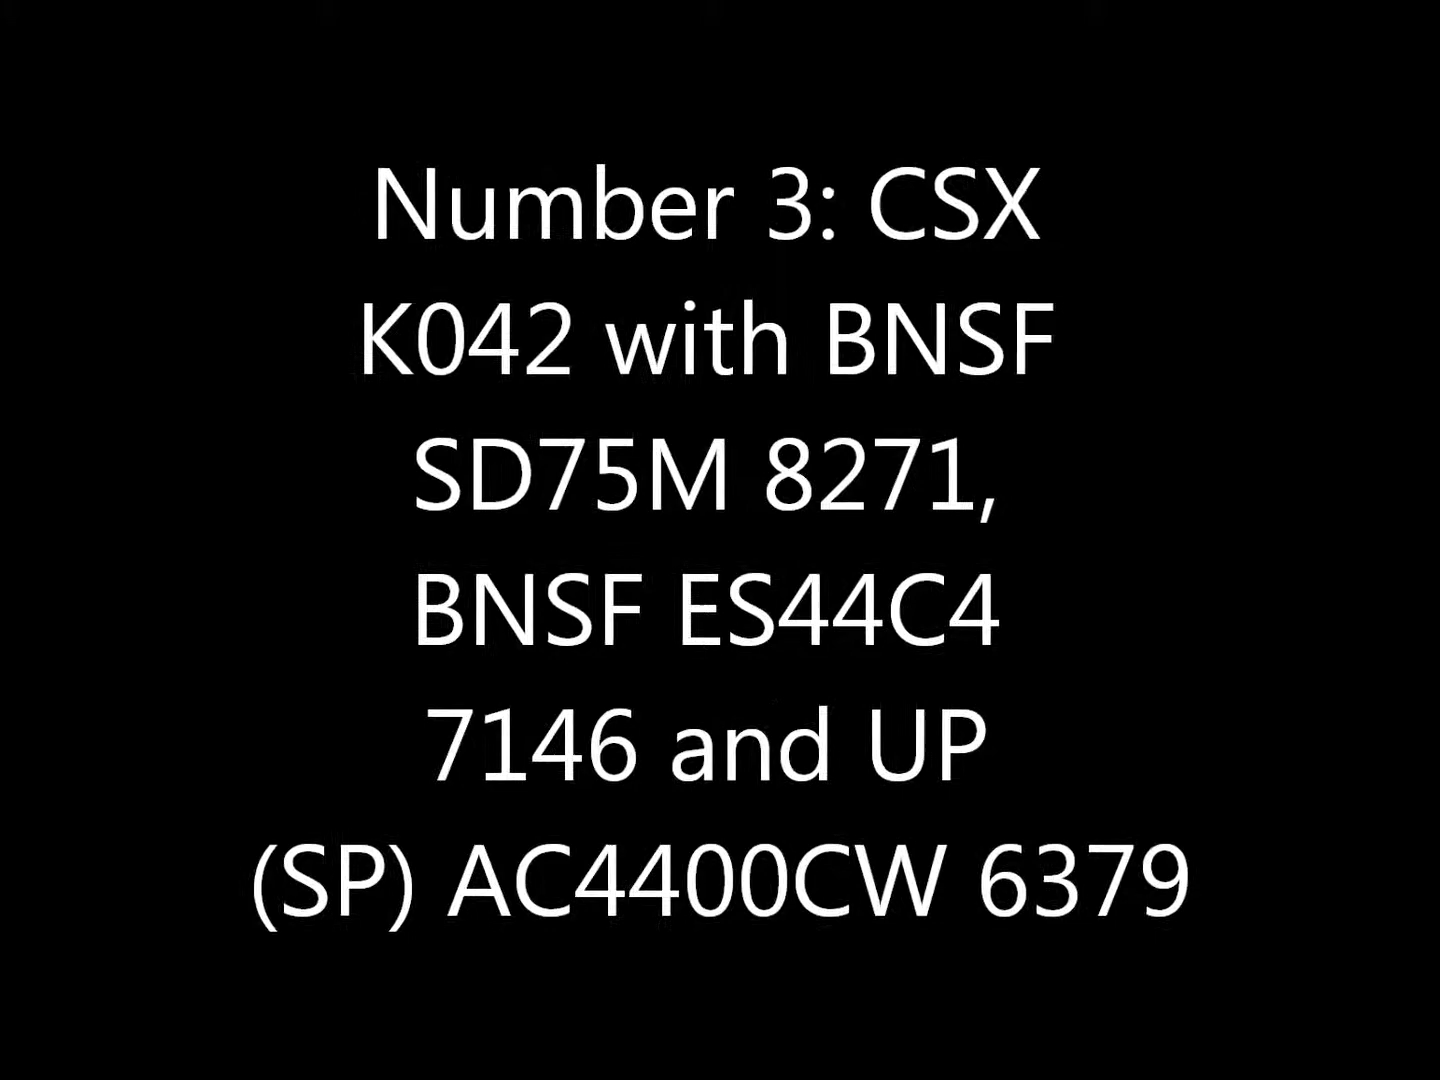 Number 3: CSX
K042 with BNSF
SD75M 8271,
BNSF ES44C4
7146 and UP
(SP) AC4400CW 6379